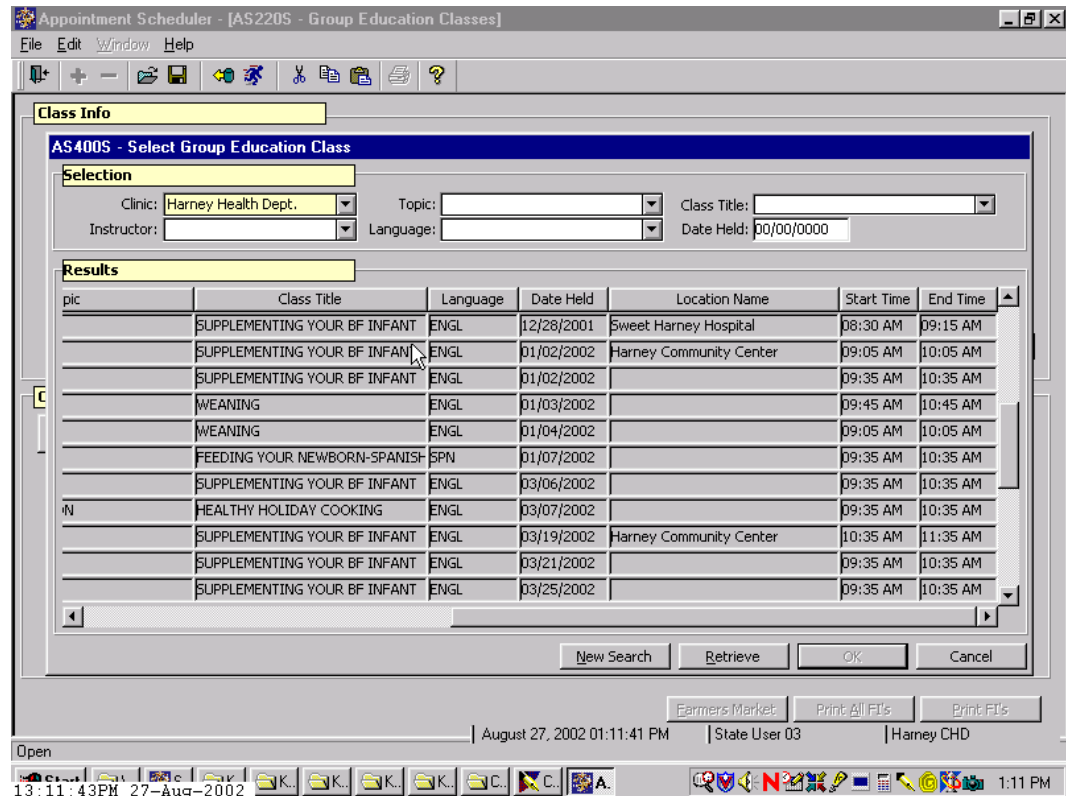 Appointment Scheduler - [AS220S - Group Education Classes]
File Edit Window Help
Class Info
AS400S - Select Group Education Class
Selection
Clinic: Harney Health Dept. Topic: Class Title:
Instructor: Language: Date Held: 00/00/0000
Results
pic Class Title Language Date Held Location Name Start Time End Time
SUPPLEMENTING YOUR BF INFANT ENGL 12/28/2001 Sweet Harney Hospital 08:30 AM 09:15 AM
SUPPLEMENTING YOUR BF INFAN ENGL 01/02/2002 Harney Community Center 09:05 AM 10:05 AM
SUPPLEMENTING YOUR BF INFANT ENGL 01/02/2002 09:35 AM 10:35 AM
WEANING ENGL 01/03/2002 09:45 AM 10:45 AM
WEANING ENGL 01/04/2002 09:05 AM 10:05 AM
FEEDING YOUR NEWBORN-SPANISH SPN 01/07/2002 09:35 AM 10:35 AM
SUPPLEMENTING YOUR BF INFANT ENGL 03/06/2002 09:35 AM 10:35 AM
ON HEALTHY HOLIDAY COOKING ENGL 03/07/2002 09:35 AM 10:35 AM
SUPPLEMENTING YOUR BF INFANT ENGL 03/19/2002 Harney Community Center 10:35 AM 11:35 AM
SUPPLEMENTING YOUR BF INFANT ENGL 03/21/2002 09:35 AM 10:35 AM
SUPPLEMENTING YOUR BF INFANT ENGL 03/25/2002 09:35 AM 10:35 AM
New Search Retrieve OK Cancel
Farmers Market Print All FI's Print FI's
August 27, 2002 01:11:41 PM State User 03 Harney CHD
Open
K.. K.. K.. K.. C.. C.. A. 1:11 PM
13:11:43PM 27-Aug-2002